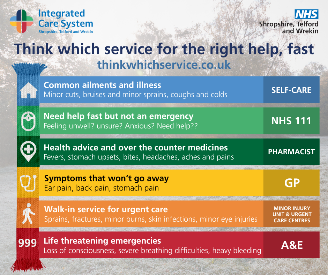 Integrated
Care System
Shropshire, Telford and Wrekin
NHS
Shropshire, Telford
and Wrekin
Think which service for the right help, fast
thinkwhichservice.co.uk
Common ailments and illness
Minor cuts, bruises and minor sprains, coughs and colds
SELF-CARE
Need help fast but not an emergency
Feeling unwell? unsure? Anxious? Need help??
NHS 111
Health advice and over the counter medicines
Fevers, stomach upsets, bites, headaches, aches and pains
PHARMACIST
Symptoms that won't go away
Ear pain, back pain, stomach pain
GP
Walk-in service for urgent care
Sprains, fractures, minor burns, skin infections, minor eye injuries
MINOR INJURY
UNIT & URGENT
CARE CENTRES
999
Life threatening emergencies
Loss of consciousness, severe breathing difficulties, heavy bleeding
A&E